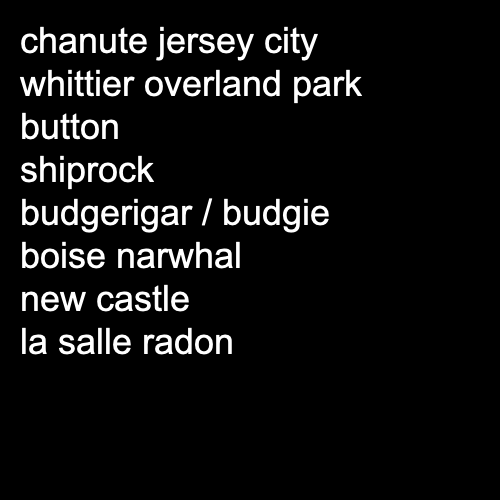 chanute jersey city
whittier overland park
button
shiprock
budgerigar / budgie
boise narwhal
new castle
la salle radon